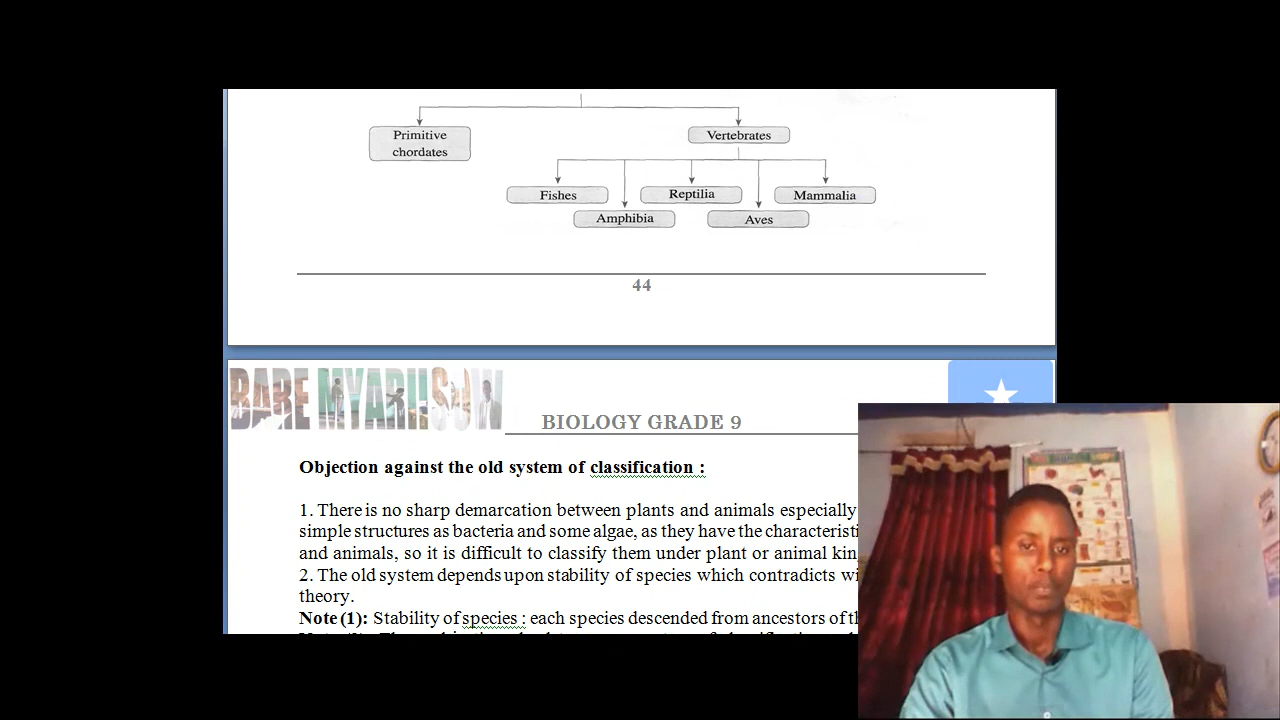 Primitive
chordates
Vertebrates
Fishes
Reptilia
Mammalia
Amphibia
Aves
44
BARE MYARHSOW
BIOLOGY GRADE 9
Objection against the old system of classification :
1. There is no sharp demarcation between plants and animals especially
simple structures as bacteria and some algae, as they have the characteristi
and animals, so it is difficult to classify them under plant or animal kin
2. The old system depends upon stability of species which contradicts wi
theory.
Note (1): Stability of species : each species descended from ancestors of th